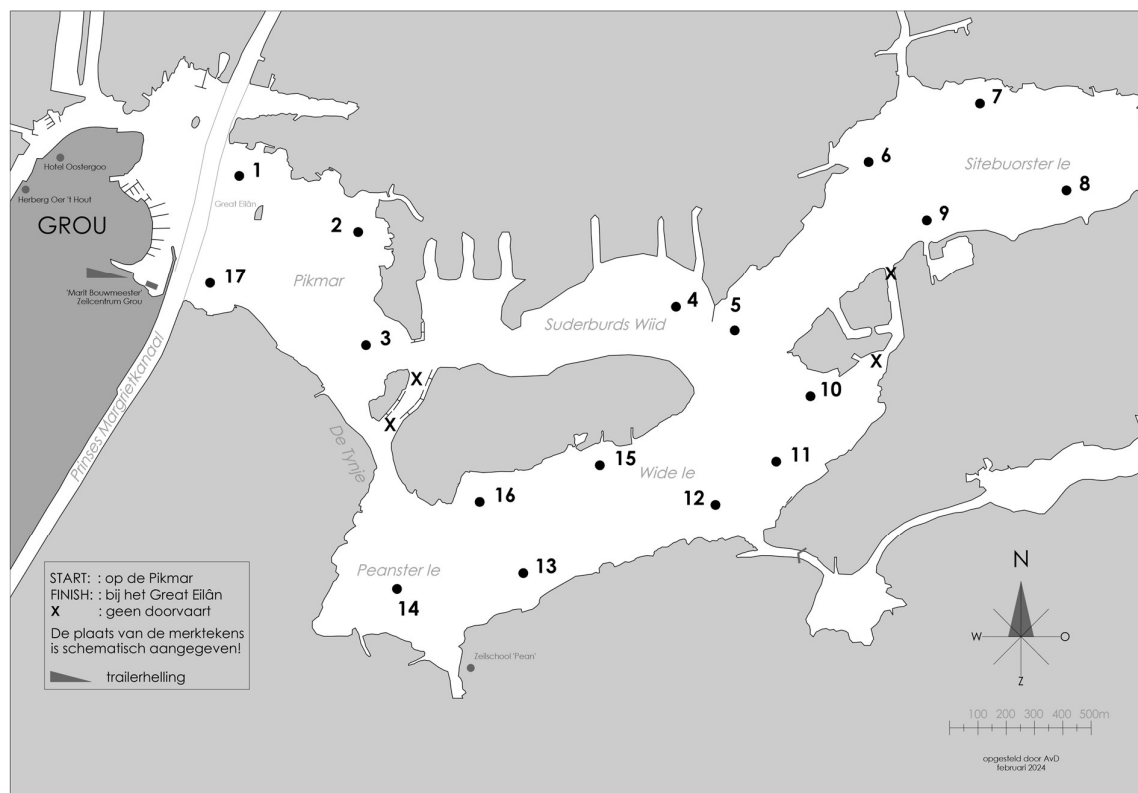 7
6
Sitebuorster Ie
8
Hotel Oostergoo
1
Herberg Oer 't Hout
Great Eilân
9
GROU
2
17
Pikmar
X
'Marit Bouwmeester'
Zeilcentrum Grou
4
5
Suderburds Wiid
3
X
X
10
Prinses Margrietkanaal
De Tynje
X
15
Wide Ie
11
16
12
Peanster Ie
13
14
START: : op de Pikmar
FINISH: : bij het Great Eilân
X : geen doorvaart
De plaats van de merktekens
is schematisch aangegeven!
trailerhelling
Zeilschool 'Pean'
N
W
O
Z
100 200 300 400 500m
opgesteld door AvD
februari 2024